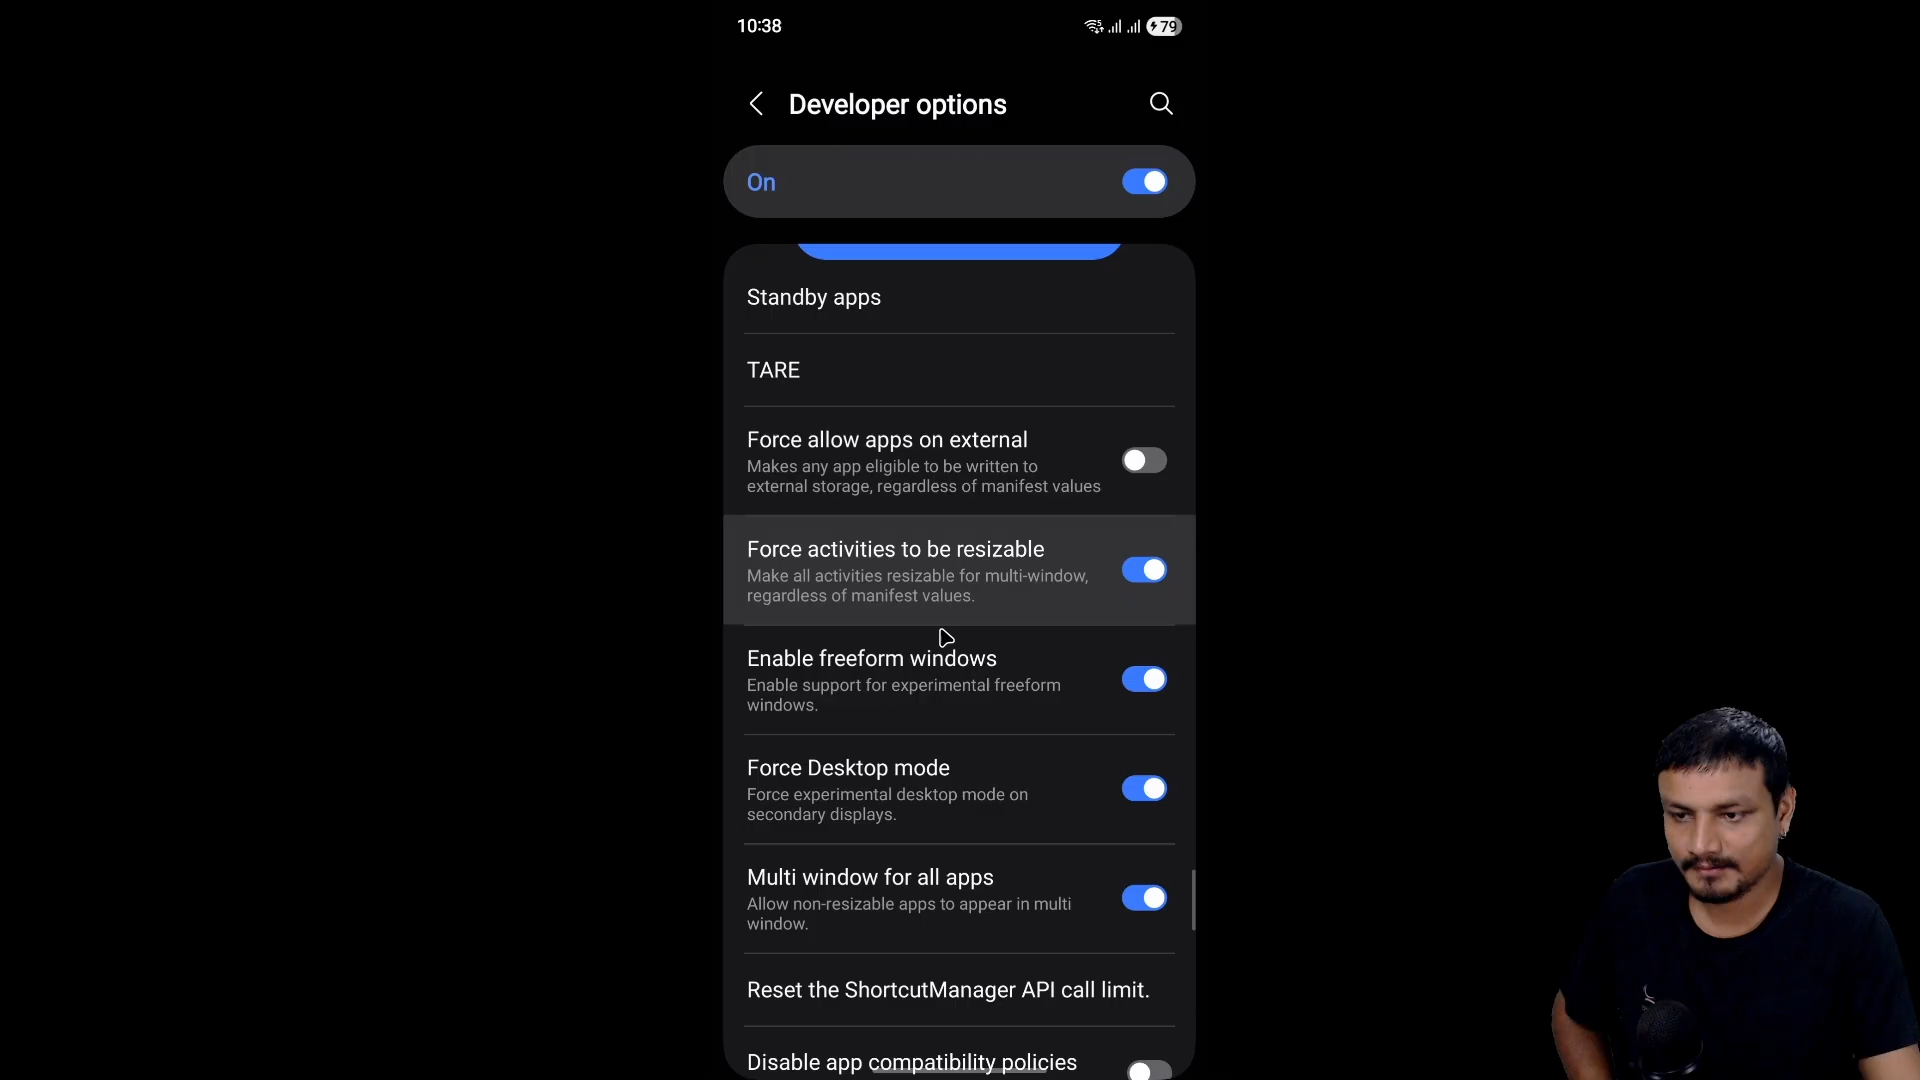 10:38
79
Developer options
On
Standby apps
TARE
Force allow apps on external
Makes any app eligible to be written to
external storage, regardless of manifest values
Force activities to be resizable
Make all activities resizable for multi-window,
regardless of manifest values.
Enable freeform windows
Enable support for experimental freeform
windows.
Force Desktop mode
Force experimental desktop mode on
secondary displays.
Multi window for all apps
Allow non-resizable apps to appear in multi
window.
Reset the ShortcutManager API call limit.
Disable app compatibility policies